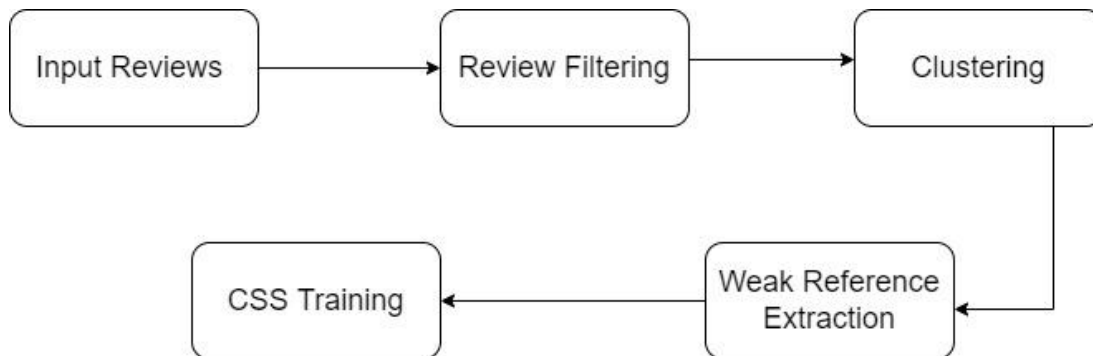 Input Reviews
Review Filtering
Clustering
Weak Reference
Extraction
CSS Training